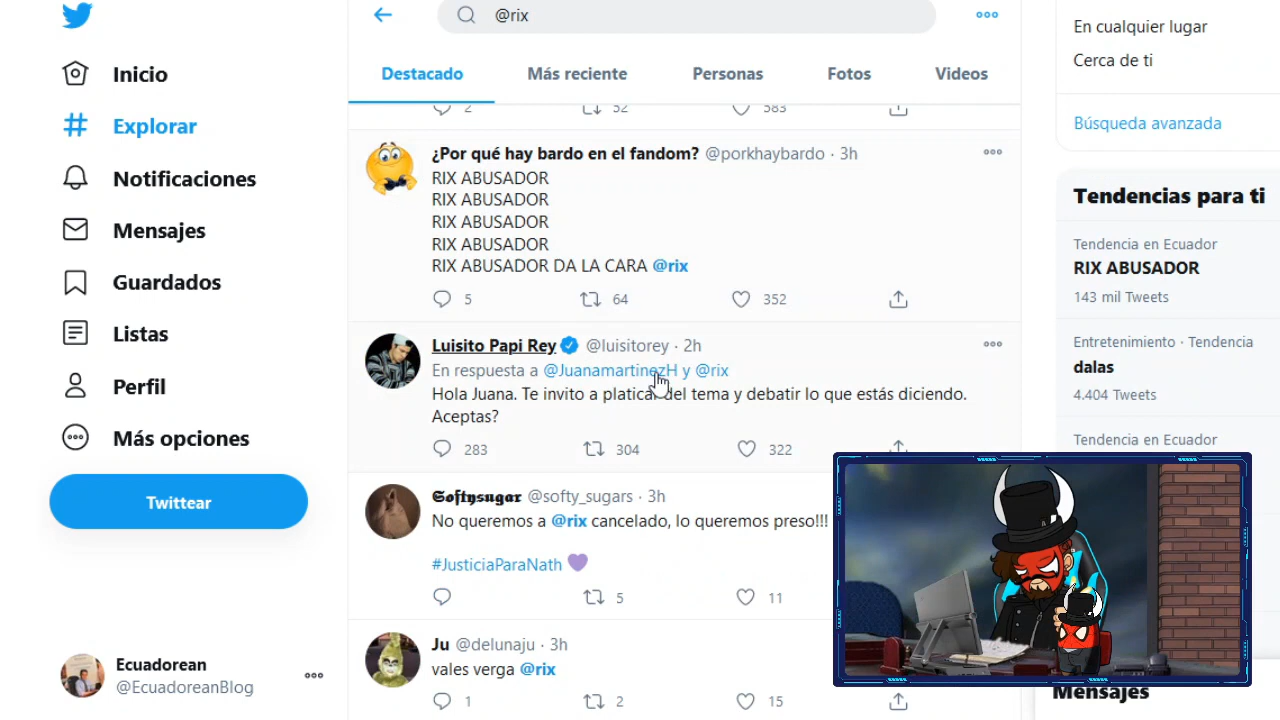 @rix
Inicio
Explorar
Notificaciones
Mensajes
Guardados
Listas
Perfil
Más opciones
Twittear
Ecuadorean
@EcuadoreanBlog
Destacado Más reciente Personas Fotos Videos
2 52 583
¿Por qué hay bardo en el fandom? @porkhaybardo · 3h
RIX ABUSADOR
RIX ABUSADOR
RIX ABUSADOR
RIX ABUSADOR
RIX ABUSADOR DA LA CARA @rix
5 64 352
Luisito Papi Rey @luisitorey · 2h
En respuesta a @JuanamartinezH y @rix
Hola Juana. Te invito a platicar del tema y debatir lo que estás diciendo.
Aceptas?
283 304 322
Softysugar @softy_sugars · 3h
No queremos a @rix cancelado, lo queremos preso!!!
#JusticiaParaNath 💜
5 11
Ju @delunaju · 3h
vales verga @rix
1 2 15
En cualquier lugar
Cerca de ti
Búsqueda avanzada
Tendencias para ti
Tendencia en Ecuador
RIX ABUSADOR
143 mil Tweets
Entretenimiento · Tendencia
dalas
4.404 Tweets
Tendencia en Ecuador
Mensajes